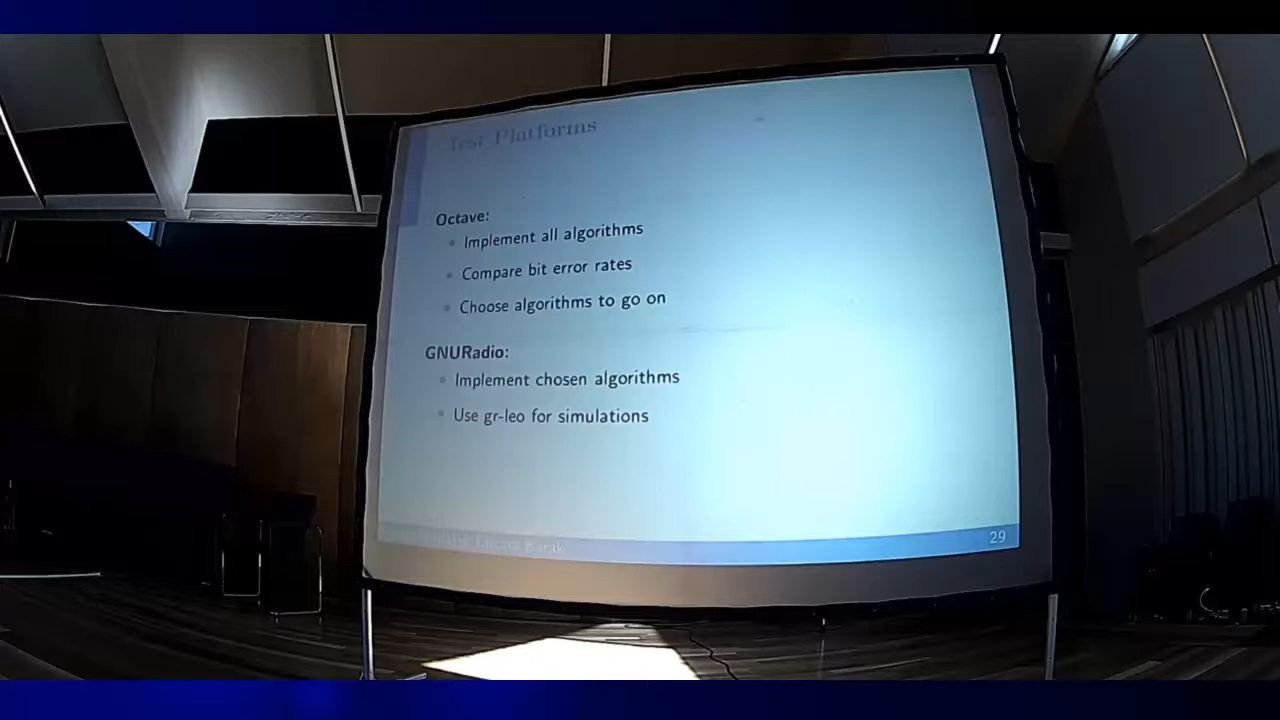 Test Platforms
Octave:
Implement all algorithms
Compare bit error rates
Choose algorithms to go on
GNURadio:
Implement chosen algorithms
Use gr-leo for simulations
29